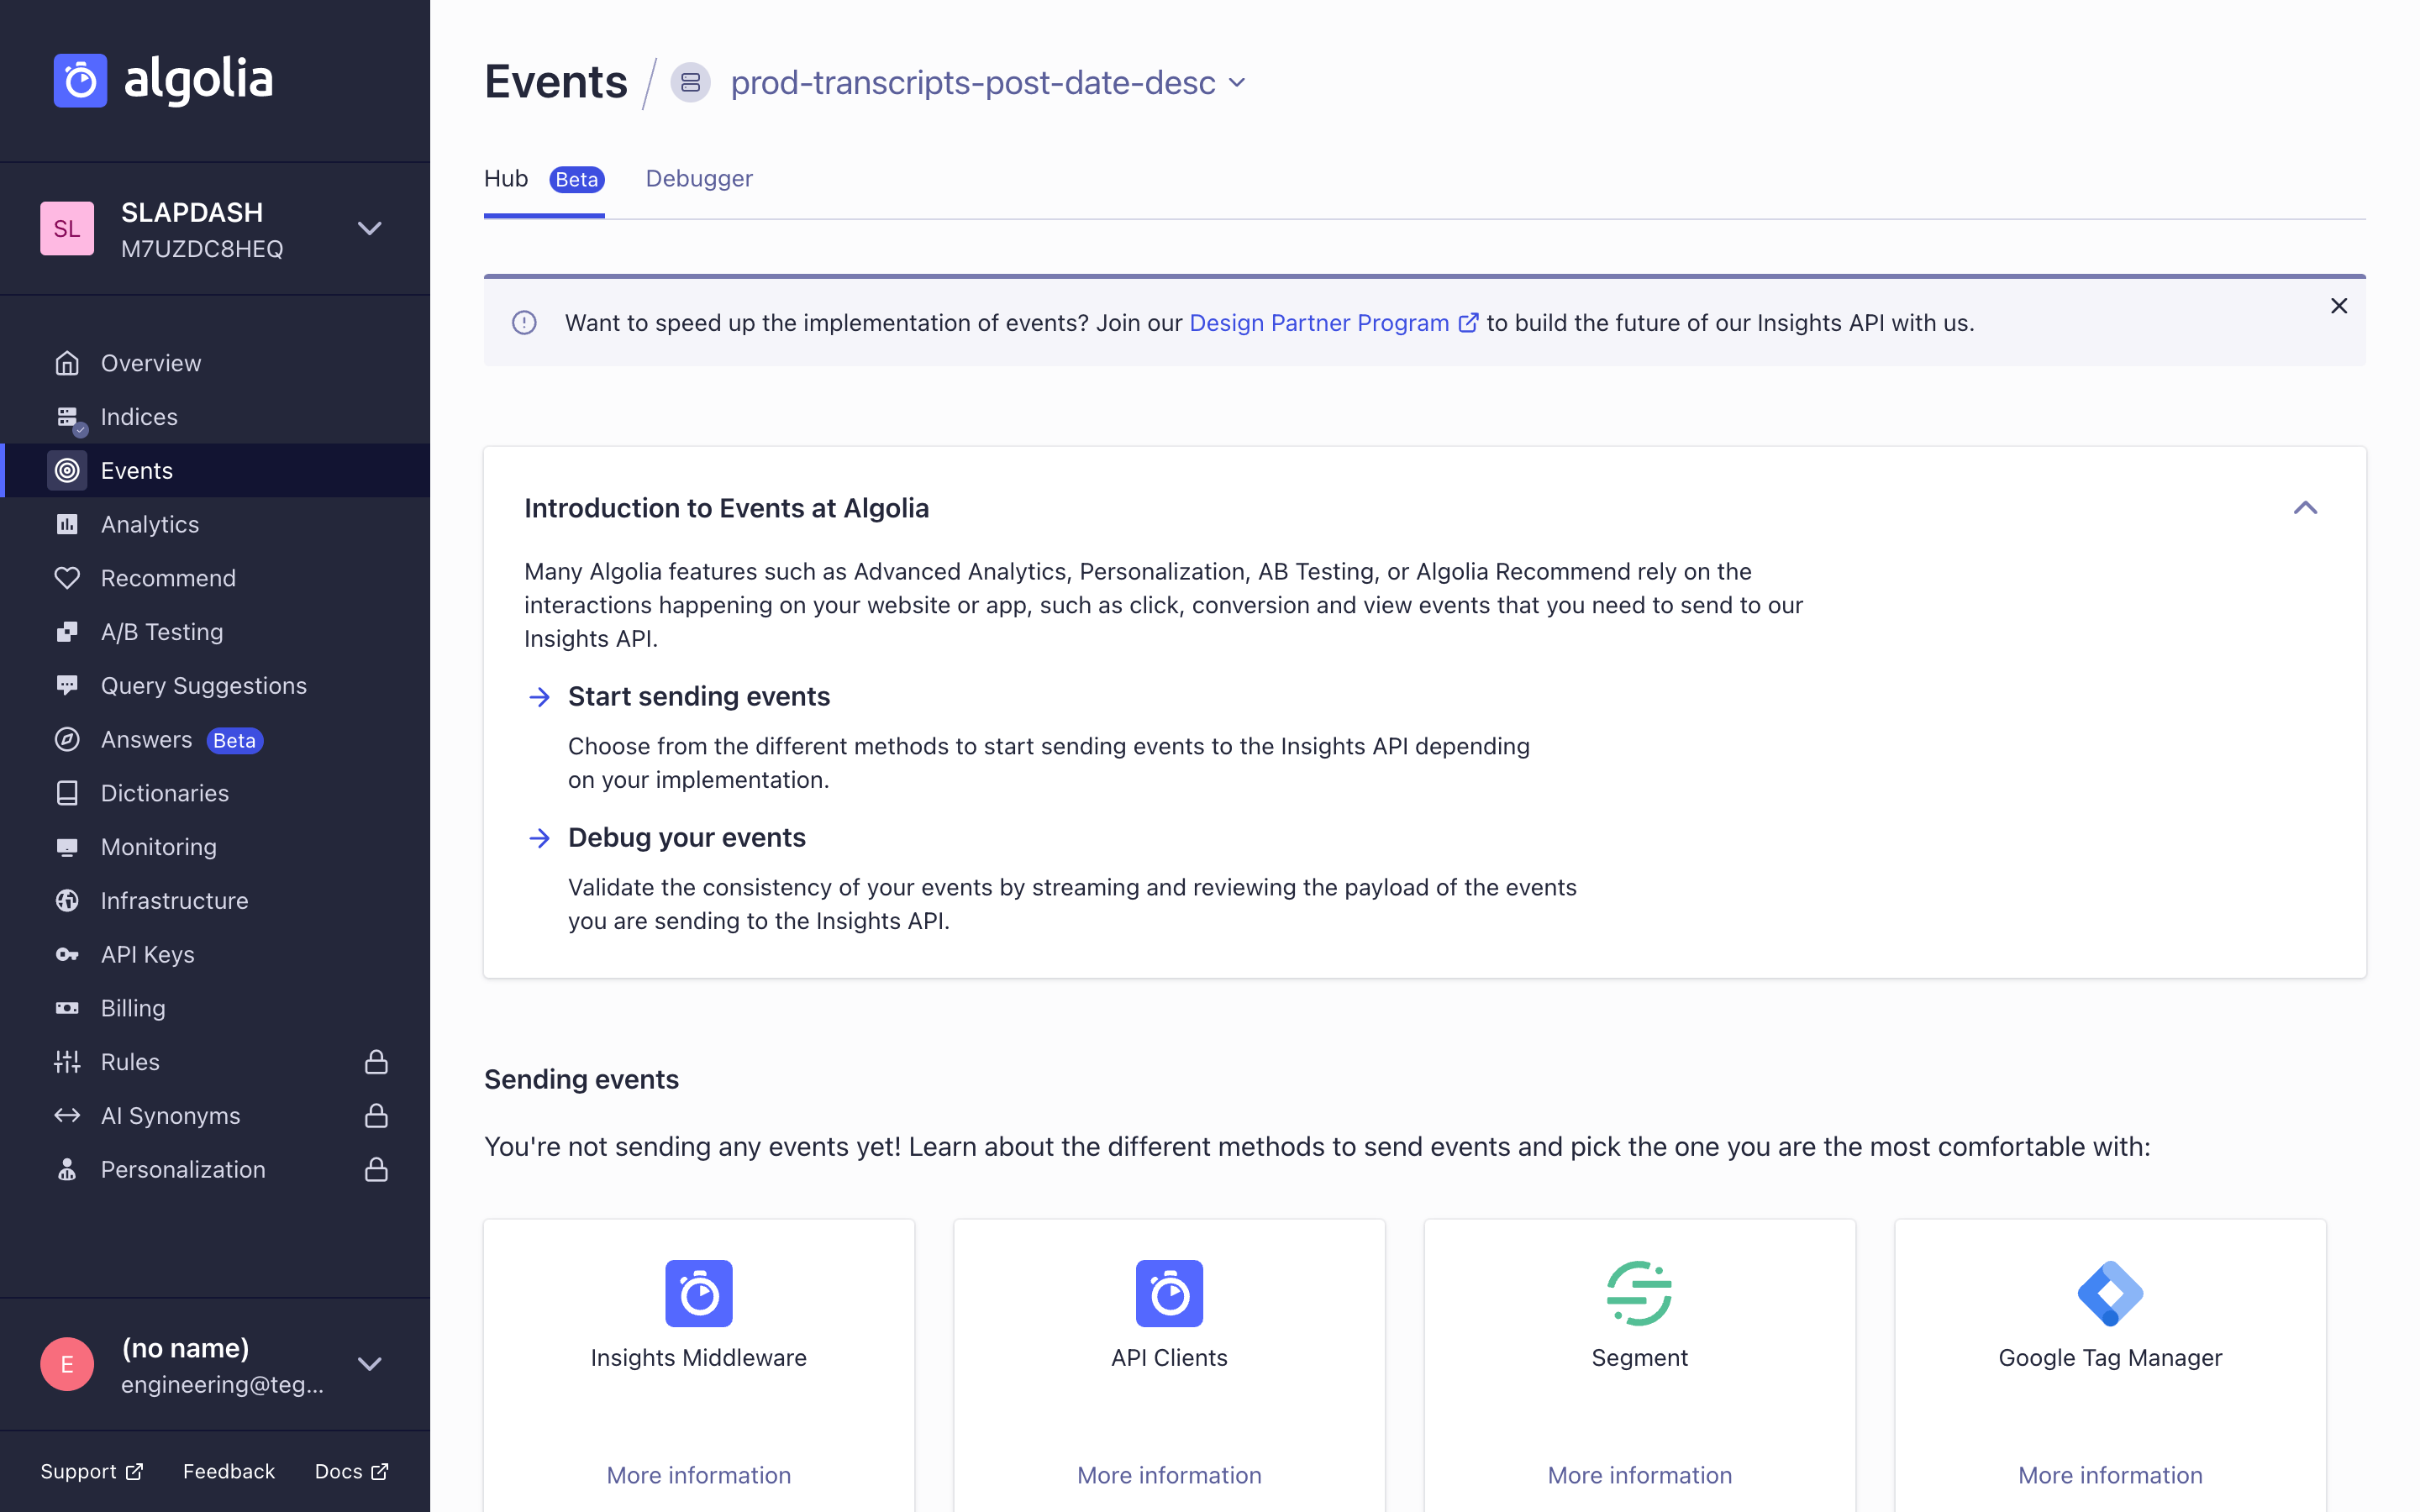 algolia
SL
SLAPDASH
M7UZDC8HEQ
Overview
Indices
Events
Analytics
Recommend
A/B Testing
Query Suggestions
Answers Beta
Dictionaries
Monitoring
Infrastructure
API Keys
Billing
Rules
AI Synonyms
Personalization
E
(no name)
engineering@teg...
Support
Feedback
Docs
Events / prod-transcripts-post-date-desc
Hub Beta Debugger
Want to speed up the implementation of events? Join our Design Partner Program to build the future of our Insights API with us.
Introduction to Events at Algolia
Many Algolia features such as Advanced Analytics, Personalization, AB Testing, or Algolia Recommend rely on the
interactions happening on your website or app, such as click, conversion and view events that you need to send to our
Insights API.
Start sending events
Choose from the different methods to start sending events to the Insights API depending
on your implementation.
Debug your events
Validate the consistency of your events by streaming and reviewing the payload of the events
you are sending to the Insights API.
Sending events
You're not sending any events yet! Learn about the different methods to send events and pick the one you are the most comfortable with:
Insights Middleware
More information
API Clients
More information
Segment
More information
Google Tag Manager
More information